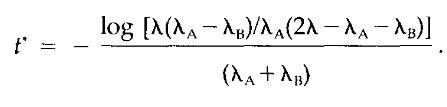 t* = − log [λ(λ_A − λ_B)/λ_A(2λ − λ_A − λ_B)] / (λ_A + λ_B) .